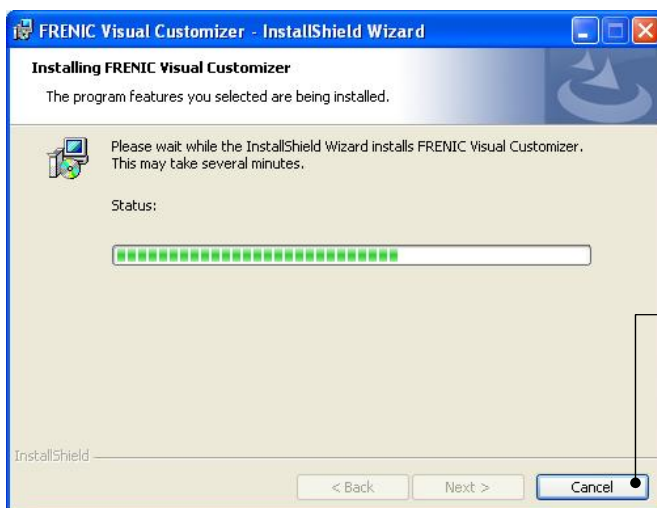 FRENIC Visual Customizer - InstallShield Wizard
Installing FRENIC Visual Customizer
The program features you selected are being installed.
Please wait while the InstallShield Wizard installs FRENIC Visual Customizer.
This may take several minutes.
Status:
InstallShield
< Back Next > Cancel